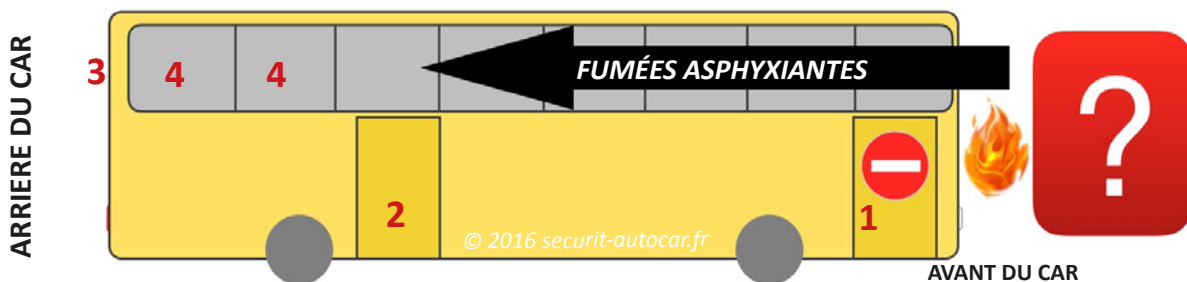 ARRIERE DU CAR
3
4
4
FUMÉES ASPHYXIANTES
?
2
1
© 2016 securit-autocar.fr
AVANT DU CAR